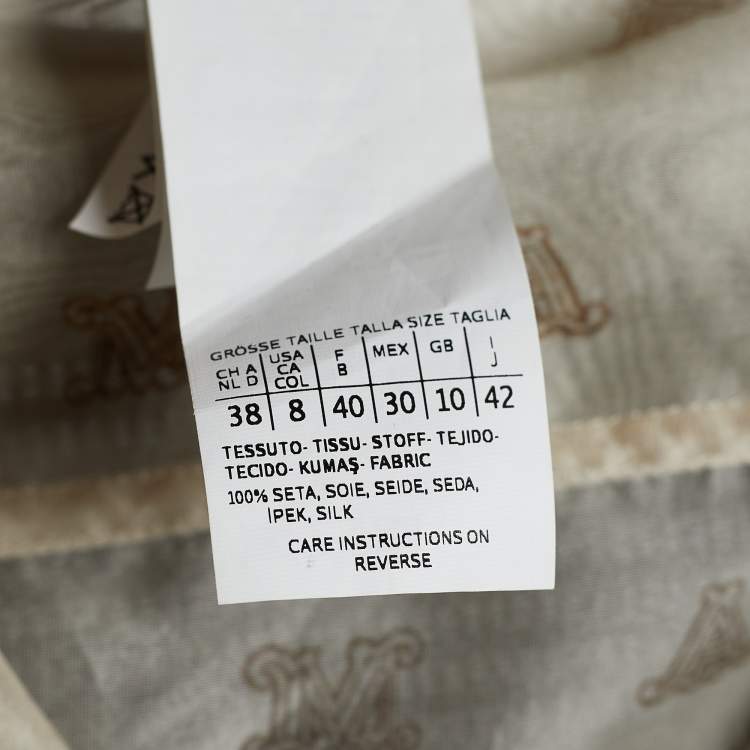 GRÖSSE TAILLE TALLA SIZE TAGLIA
CH A USA F MEX GB I
NL D CA B J
COL
38 8 40 30 10 42
TESSUTO- TISSU- STOFF- TEJIDO-
TECIDO- KUMAŞ- FABRIC
100% SETA, SOIE, SEIDE, SEDA,
İPEK, SILK
CARE INSTRUCTIONS ON
REVERSE